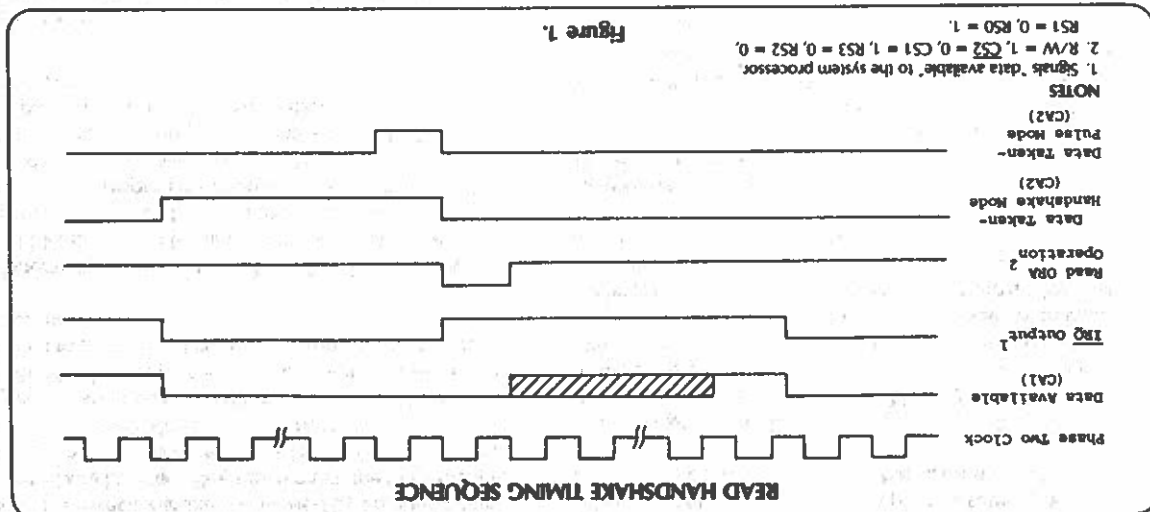 READ HANDSHAKE TIMING SEQUENCE
Phase Two Clock
Data Available
(CA1)
IRQ Output1
Read ORA
Operation2
Data Taken-
Handshake Mode
(CA2)
Data Taken-
Pulse Mode
(CA2)
NOTES
1. Signals "data available" to the system processor.
2. R/W = 1, CS2 = 0, CS1 = 1, RS3 = 0, RS2 = 0,
RS1 = 0, RS0 = 1.
Figure 1.